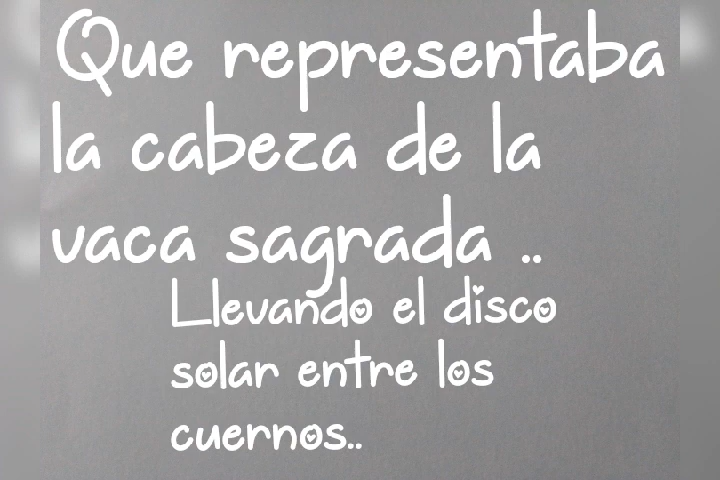 Que representaba
la cabeza de la
vaca sagrada ..
Llevando el disco
solar entre los
cuernos..